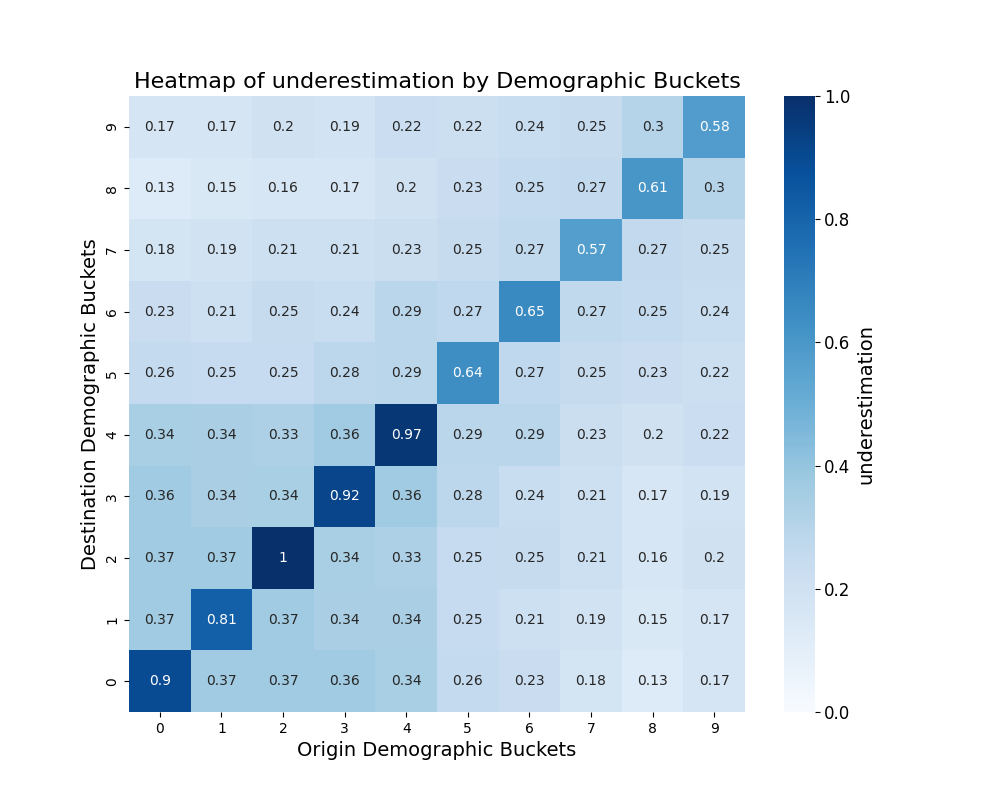 Heatmap of underestimation by Demographic Buckets
Destination Demographic Buckets
9 0.17 0.17 0.2 0.19 0.22 0.22 0.24 0.25 0.3 0.58
8 0.13 0.15 0.16 0.17 0.2 0.23 0.25 0.27 0.61 0.3
7 0.18 0.19 0.21 0.21 0.23 0.25 0.27 0.57 0.27 0.25
6 0.23 0.21 0.25 0.24 0.29 0.27 0.65 0.27 0.25 0.24
5 0.26 0.25 0.25 0.28 0.29 0.64 0.27 0.25 0.23 0.22
4 0.34 0.34 0.33 0.36 0.97 0.29 0.29 0.23 0.2 0.22
3 0.36 0.34 0.34 0.92 0.36 0.28 0.24 0.21 0.17 0.19
2 0.37 0.37 1 0.34 0.33 0.25 0.25 0.21 0.16 0.2
1 0.37 0.81 0.37 0.34 0.34 0.25 0.21 0.19 0.15 0.17
0 0.9 0.37 0.37 0.36 0.34 0.26 0.23 0.18 0.13 0.17
0 1 2 3 4 5 6 7 8 9
Origin Demographic Buckets
1.0
0.8
0.6
0.4
0.2
0.0
underestimation